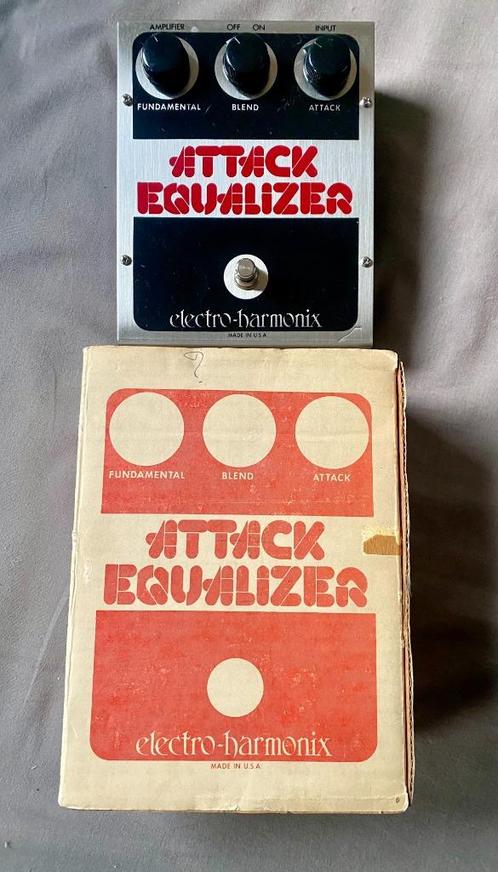 AMPLIFIER OFF ON INPUT
FUNDAMENTAL BLEND ATTACK
ATTACK
EQUALIZER
electro-harmonix
MADE IN U.S.A.
FUNDAMENTAL BLEND ATTACK
ATTACK
EQUALIZER
electro-harmonix
MADE IN U.S.A.